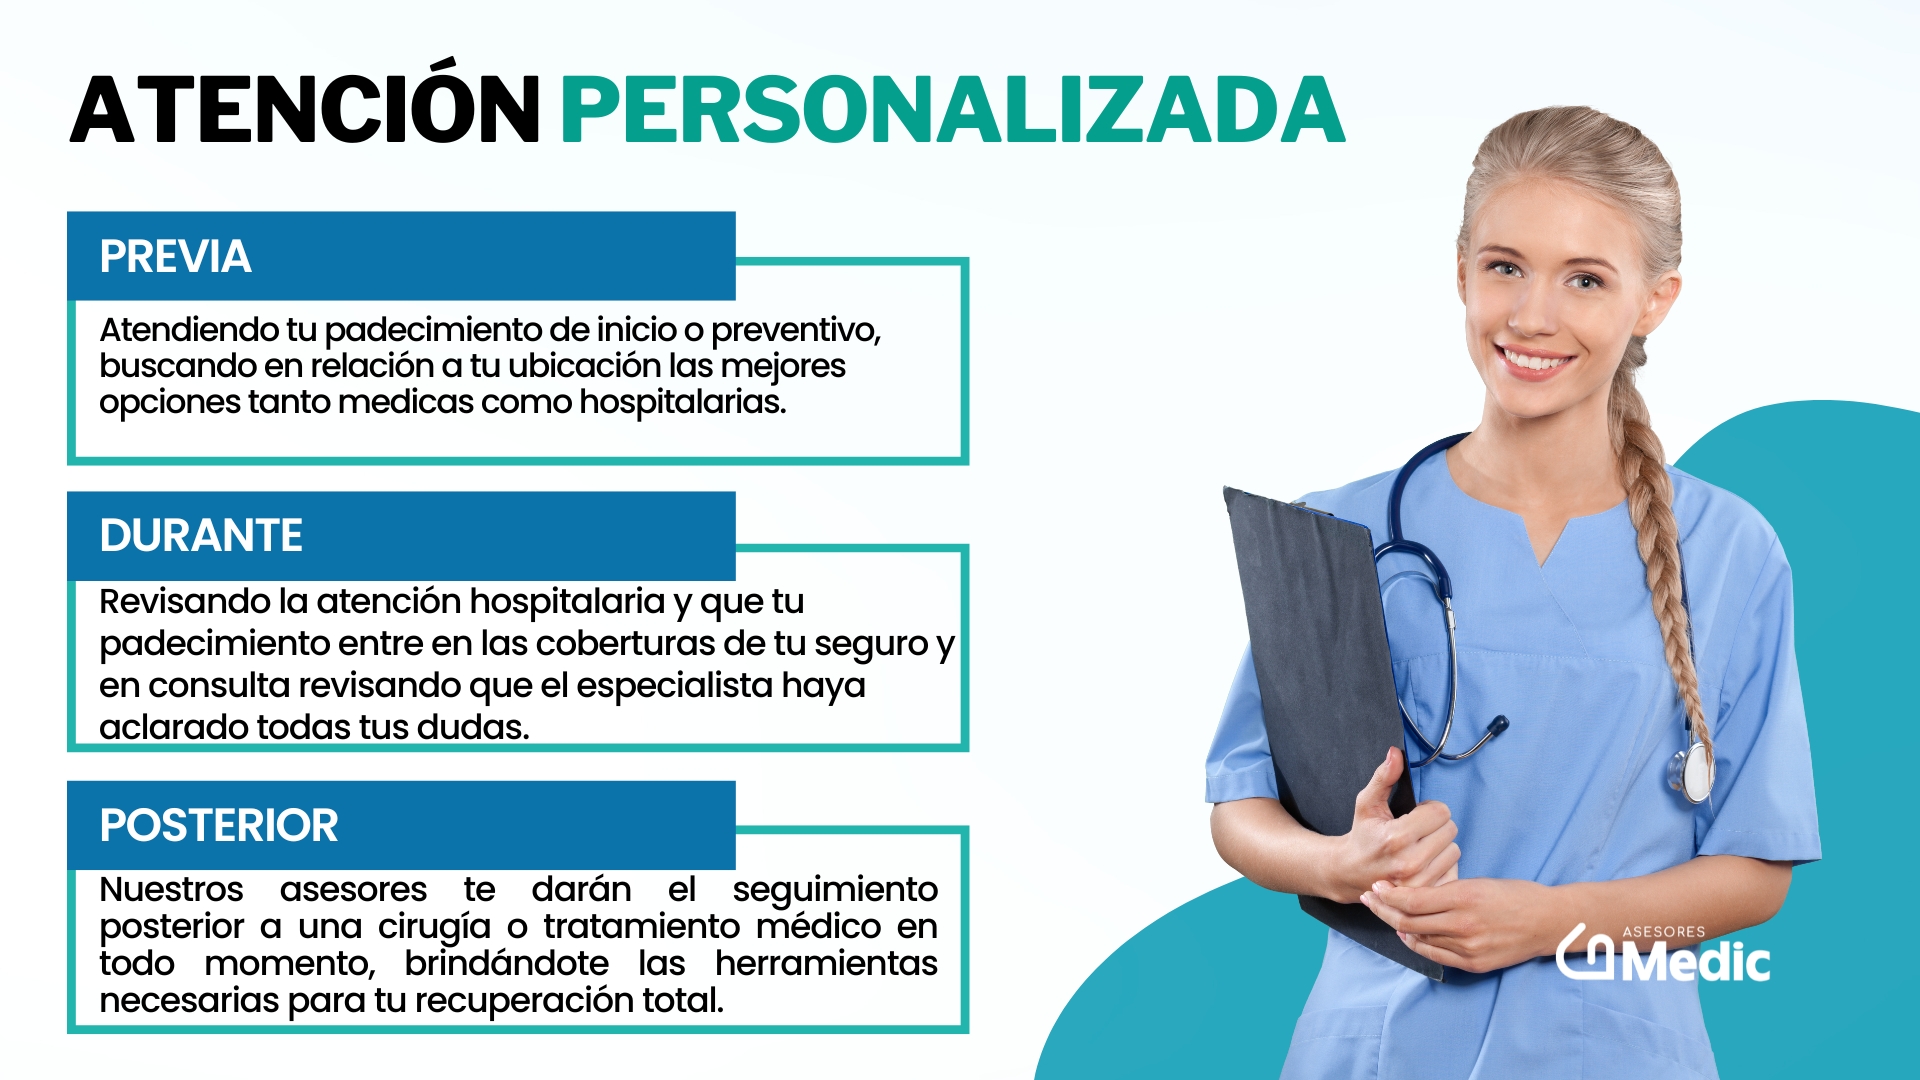 ATENCIÓN PERSONALIZADA
PREVIA
Atendiendo tu padecimiento de inicio o preventivo,
buscando en relación a tu ubicación las mejores
opciones tanto medicas como hospitalarias.
DURANTE
Revisando la atención hospitalaria y que tu
padecimiento entre en las coberturas de tu seguro y
en consulta revisando que el especialista haya
aclarado todas tus dudas.
POSTERIOR
Nuestros asesores te darán el seguimiento
posterior a una cirugía o tratamiento médico en
todo momento, brindándote las herramientas
necesarias para tu recuperación total.
ASESORES
Medic